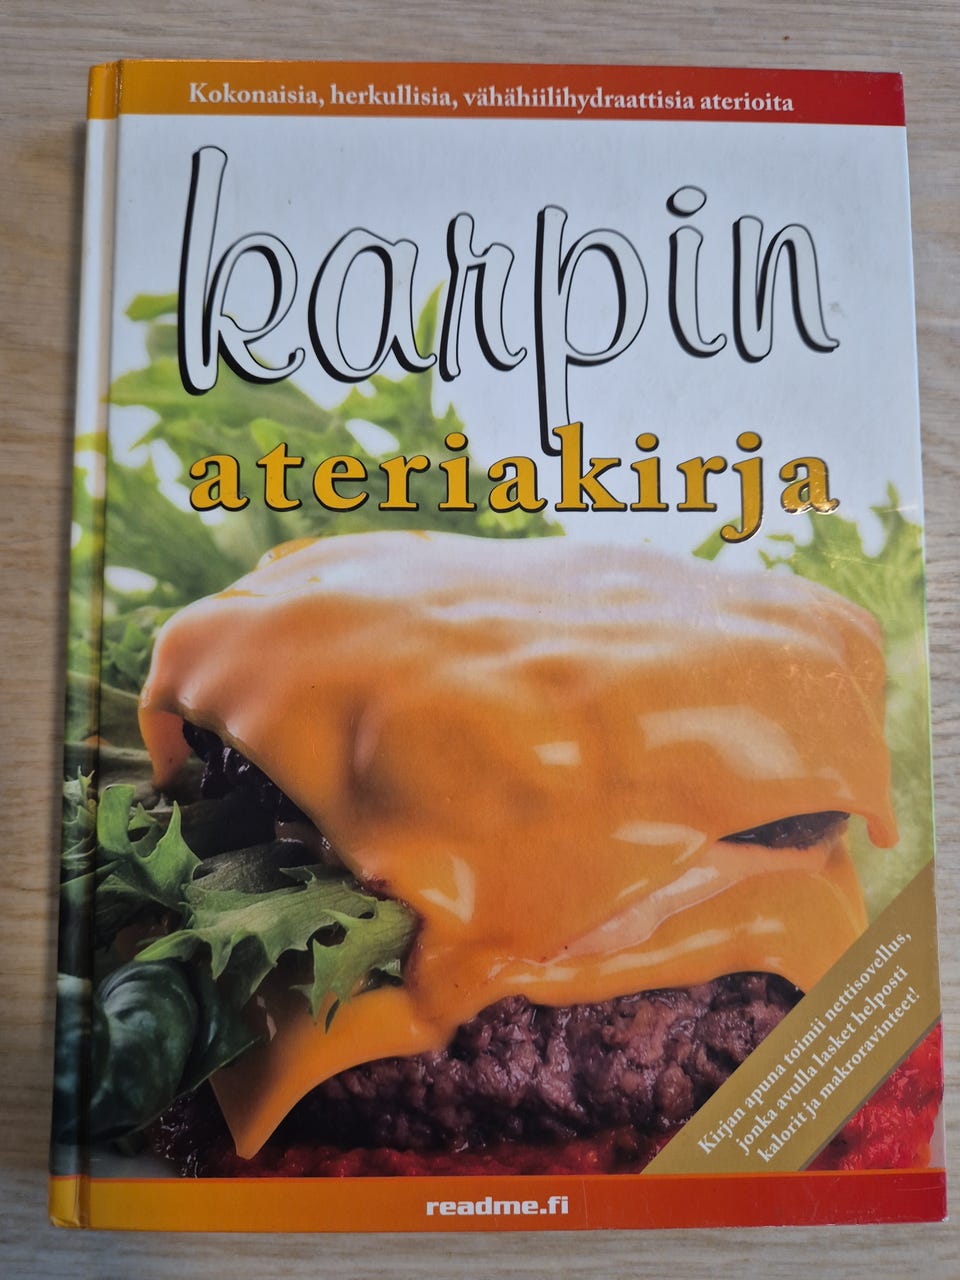 Kokonaisia, herkullisia, vähähiilihydraattisia aterioita
karpin
ateriakirja
Kirjan apuna toimii nettisovellus,
jonka avulla lasket helposti
kalorit ja makroravinteet!
readme.fi